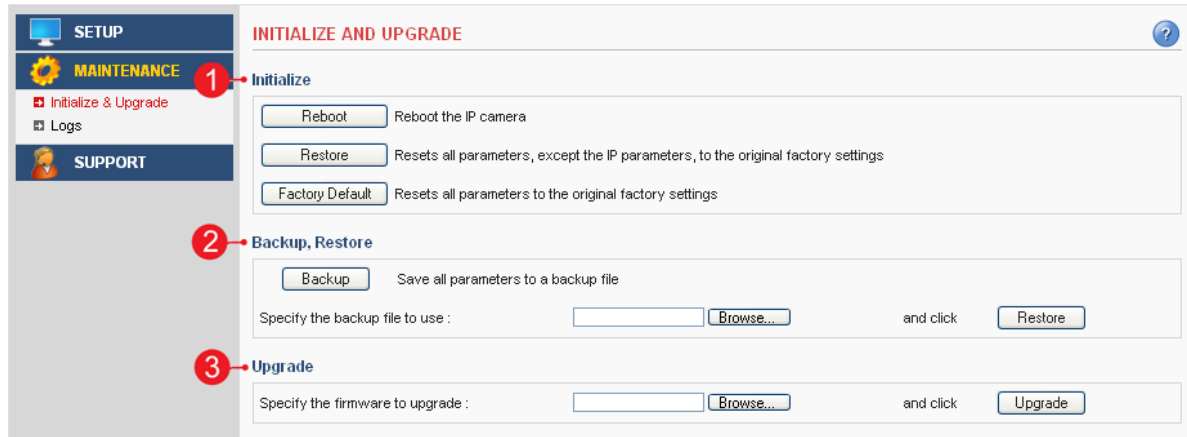 SETUP
MAINTENANCE
Initialize & Upgrade
Logs
SUPPORT
INITIALIZE AND UPGRADE
?
1
Initialize
Reboot Reboot the IP camera
Restore Resets all parameters, except the IP parameters, to the original factory settings
Factory Default Resets all parameters to the original factory settings
2
Backup, Restore
Backup Save all parameters to a backup file
Specify the backup file to use : Browse... and click Restore
3
Upgrade
Specify the firmware to upgrade : Browse... and click Upgrade